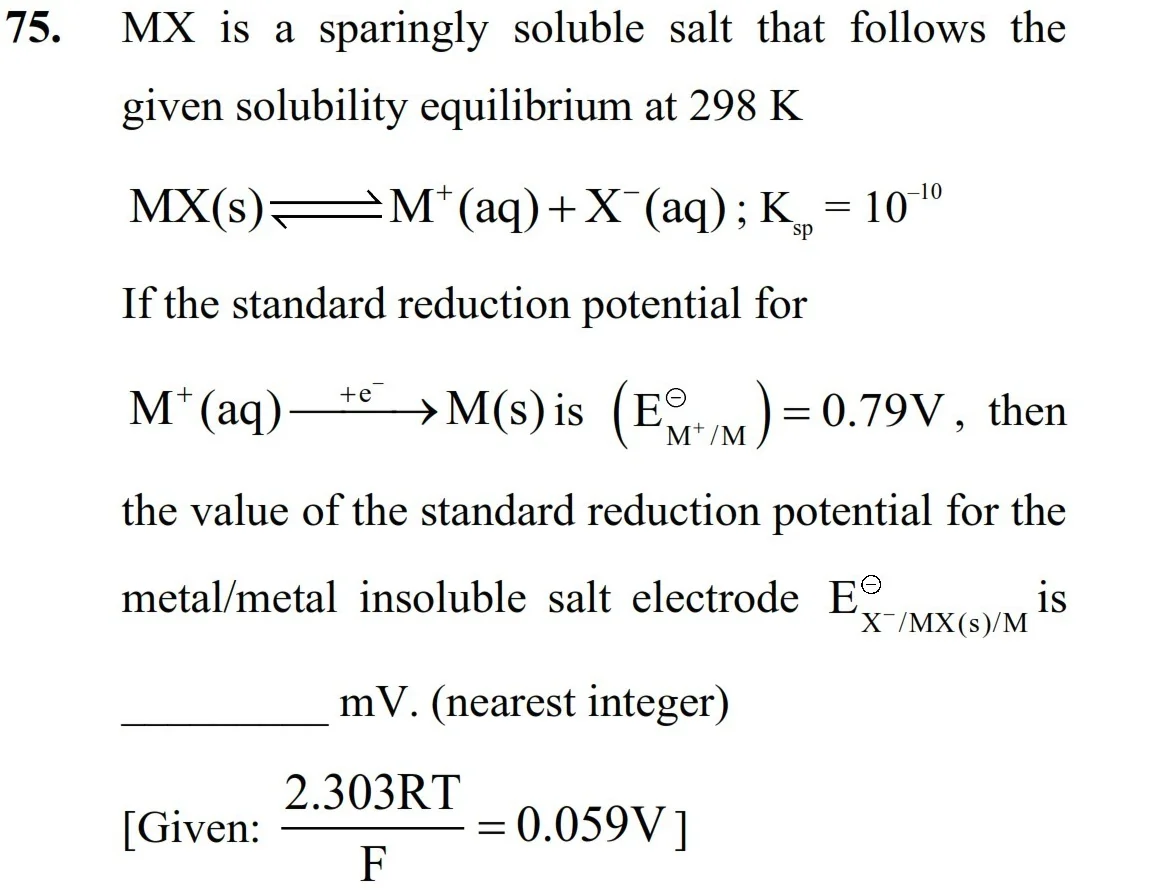 75. MX is a sparingly soluble salt that follows the
given solubility equilibrium at 298 K
MX(s) ⇌ M⁺(aq) + X⁻(aq) ; K_sp = 10⁻¹⁰
If the standard reduction potential for
M⁺(aq) —(+e⁻)→ M(s) is (E^⊖_(M⁺/M)) = 0.79V , then
the value of the standard reduction potential for the
metal/metal insoluble salt electrode E^⊖_(X⁻/MX(s)/M) is
_________ mV. (nearest integer)
[Given: 2.303RT/F = 0.059V ]